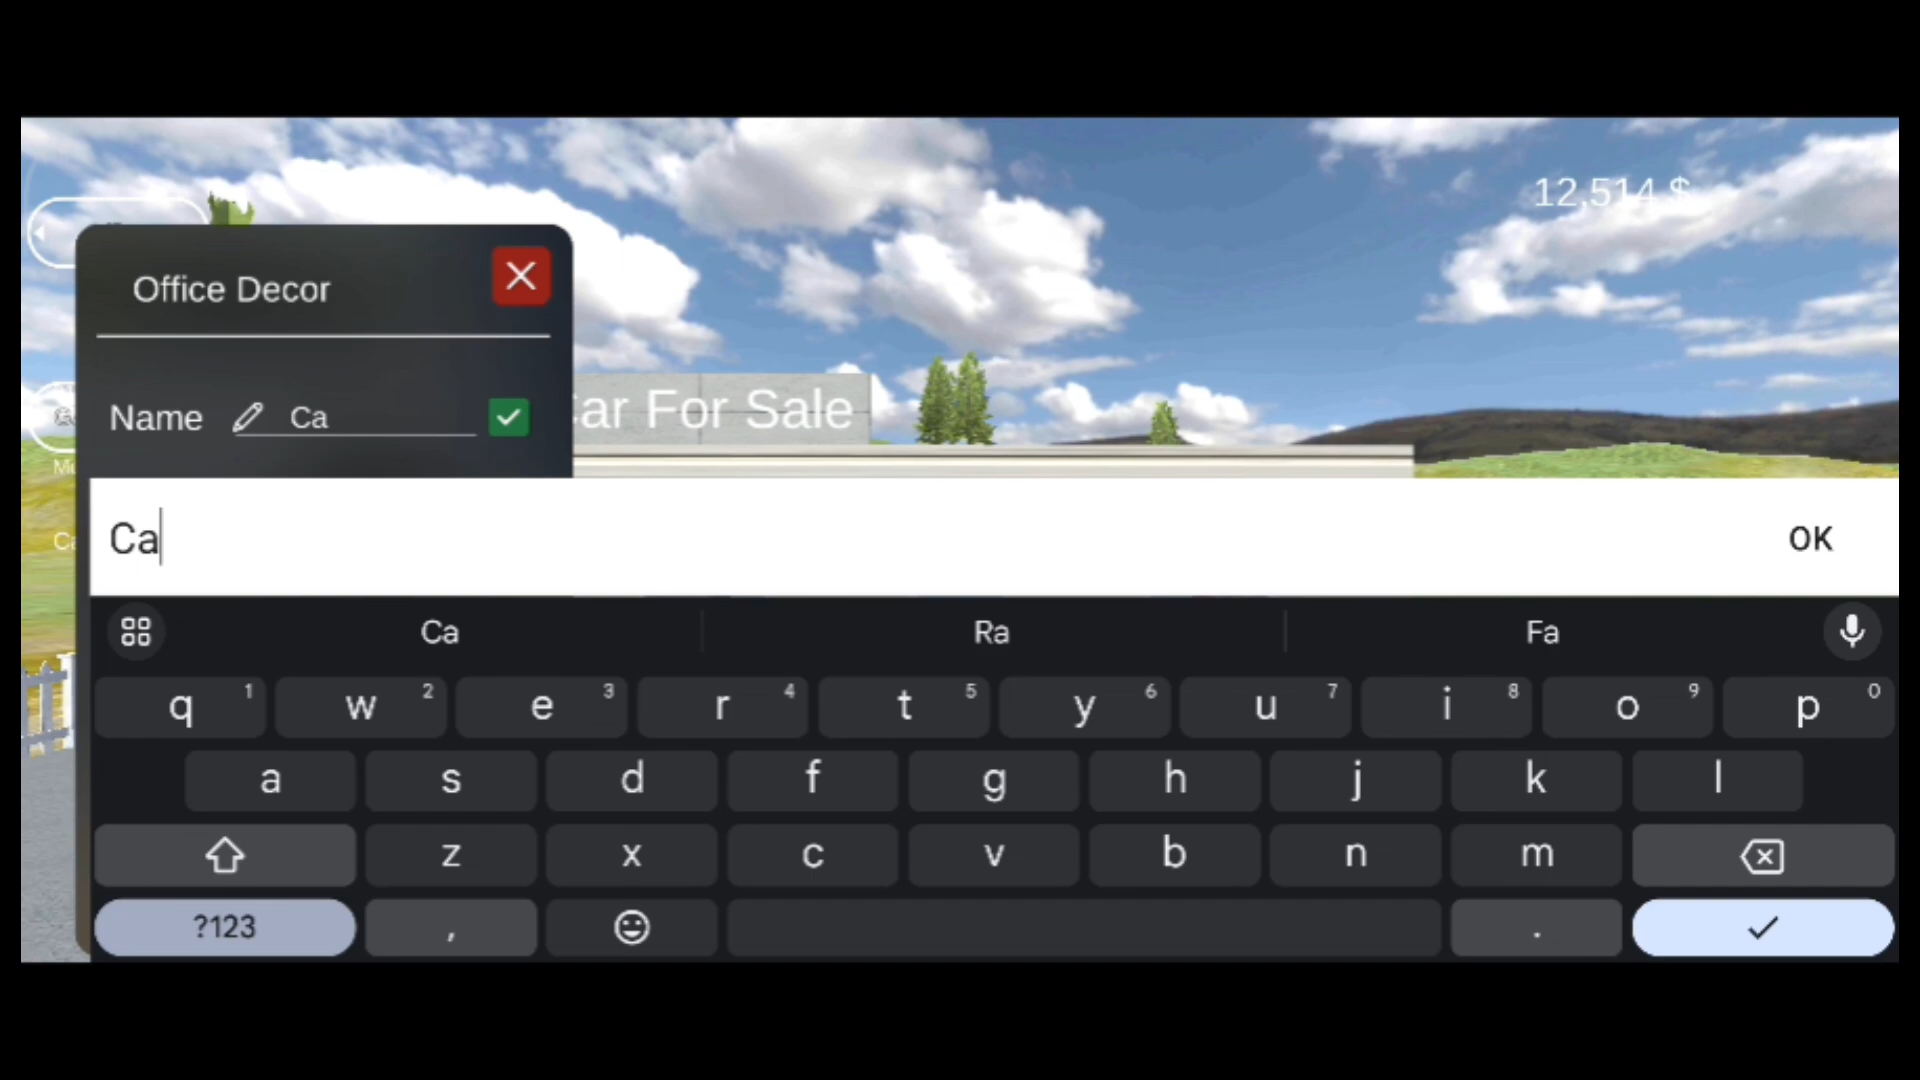 12,514 $
Office Decor
Name Ca
ar For Sale
Ca OK
Ca Ra Fa
q 1 w 2 e 3 r 4 t 5 y 6 u 7 i 8 o 9 p 0
a s d f g h j k l
z x c v b n m
?123 , .